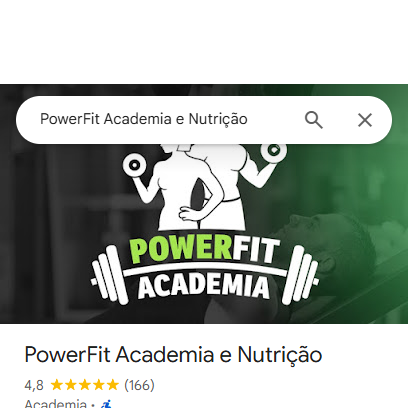 PowerFit Academia e Nutrição
POWERFIT
ACADEMIA
PowerFit Academia e Nutrição
4,8 (166)
Academia ·